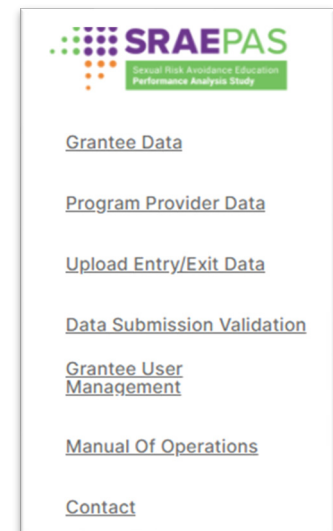 SRAEPAS
Sexual Risk Avoidance Education
Performance Analysis Study
Grantee Data
Program Provider Data
Upload Entry/Exit Data
Data Submission Validation
Grantee User
Management
Manual Of Operations
Contact